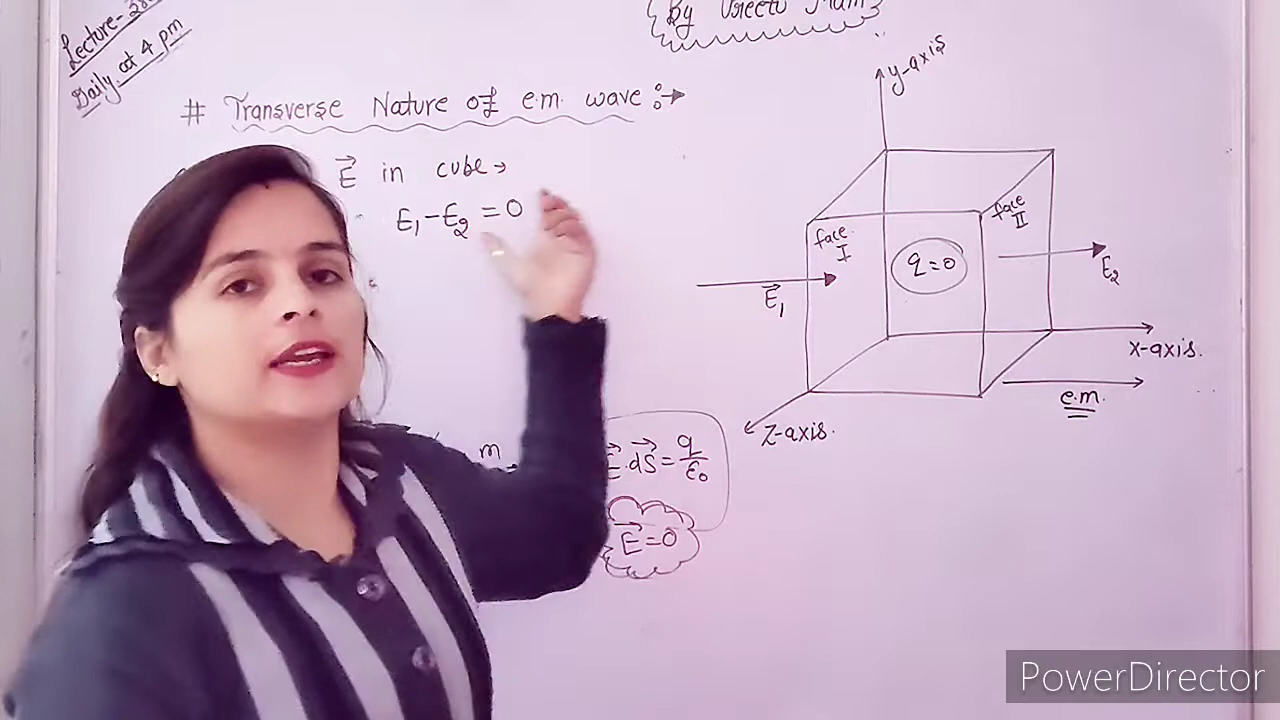 Lecture-
Daily at 4 pm
By
# Transverse Nature of e.m. wave :→
E⃗ in cube →
E₁-E₂ = 0
m
E⃗.dS⃗ = q/ε₀
E⃗=0
y-axis
face I
face II
q=0
E⃗₁
E₂
x-axis.
e.m.
z-axis.
PowerDirector